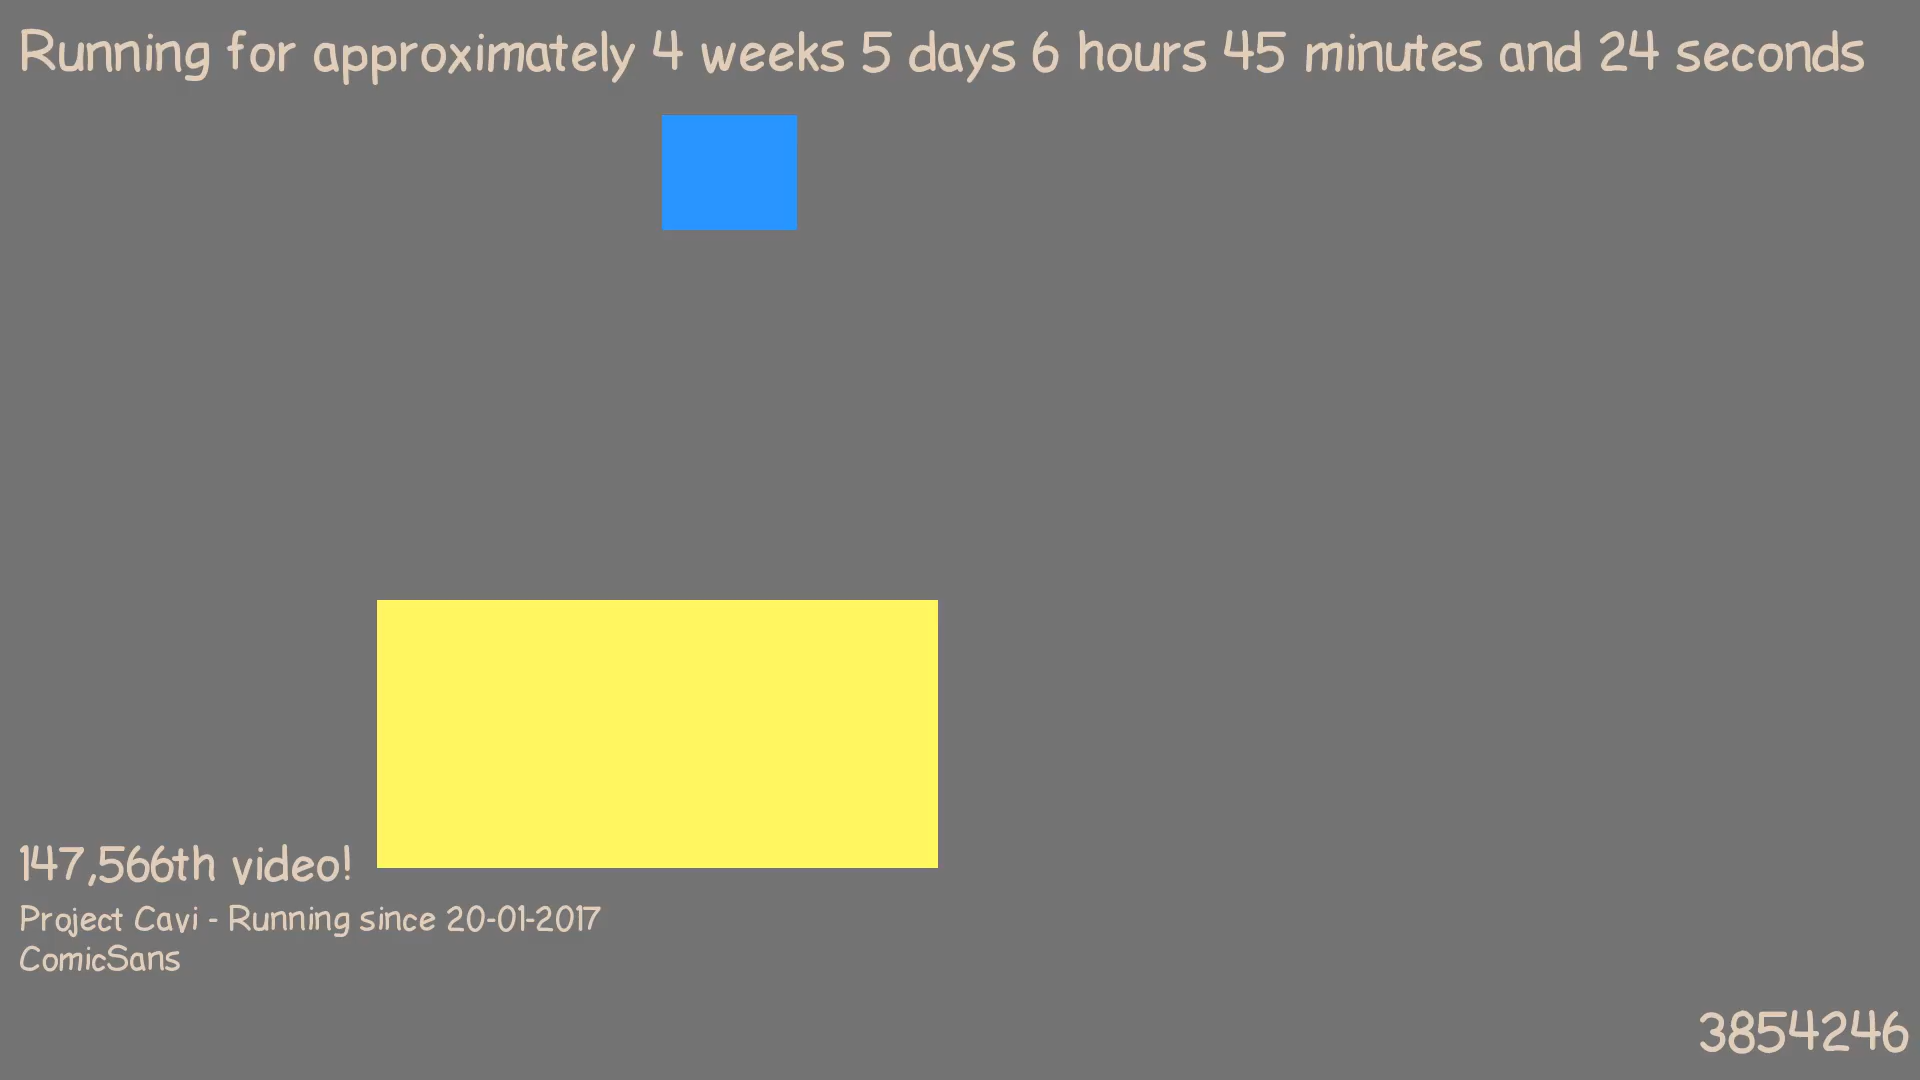 Running for approximately 4 weeks 5 days 6 hours 45 minutes and 24 seconds
147,566th video!
Project Cavi - Running since 20-01-2017
ComicSans
3854246